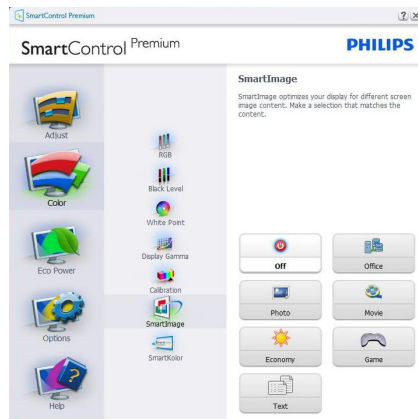 SmartControl Premium
SmartControl Premium
PHILIPS
Adjust
Color
Eco Power
Options
Help
RGB
Black Level
White Point
Display Gamma
Calibration
SmartImage
SmartKolor
SmartImage
SmartImage optimizes your display for different screen
image content. Make a selection that matches the
content.
Off
Office
Photo
Movie
Economy
Game
Text